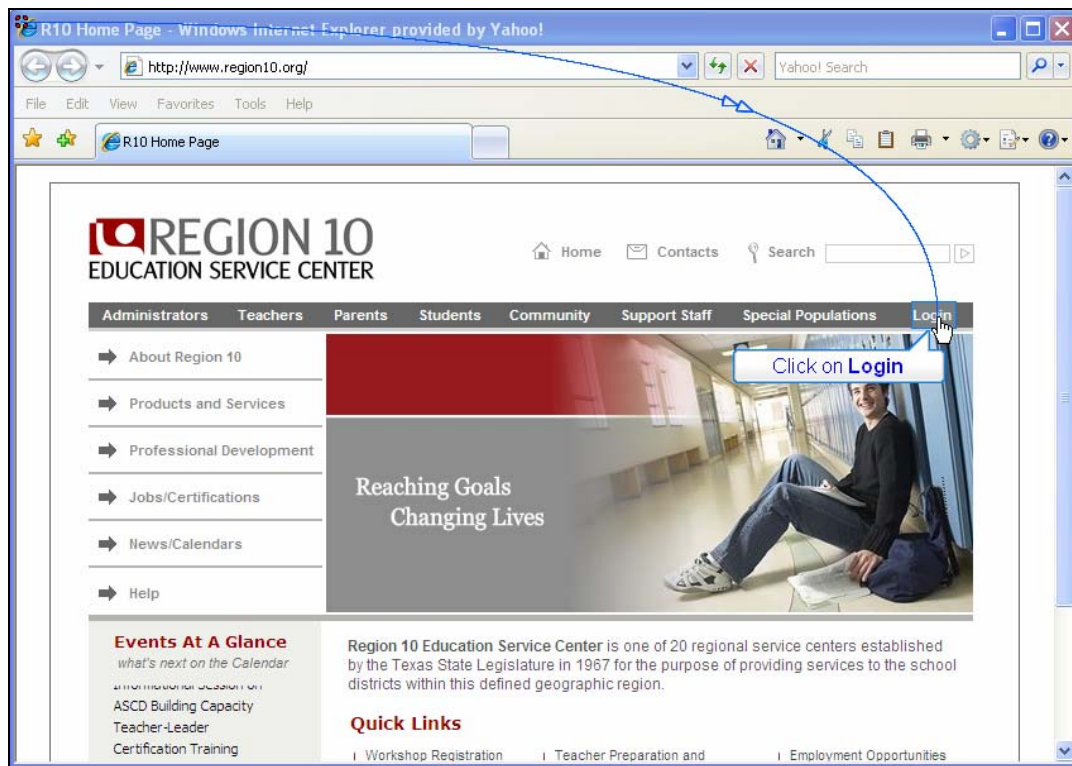 R10 Home Page - Windows Internet Explorer provided by Yahoo!
http://www.region10.org/
Yahoo! Search
File Edit View Favorites Tools Help
R10 Home Page
REGION 10
EDUCATION SERVICE CENTER
Home Contacts Search
Administrators Teachers Parents Students Community Support Staff Special Populations Login
Click on Login
About Region 10
Products and Services
Professional Development
Jobs/Certifications
News/Calendars
Help
Reaching Goals
Changing Lives
Events At A Glance
what's next on the Calendar
Informational Session on
ASCD Building Capacity
Teacher-Leader
Certification Training
Region 10 Education Service Center is one of 20 regional service centers established
by the Texas State Legislature in 1967 for the purpose of providing services to the school
districts within this defined geographic region.
Quick Links
Workshop Registration Teacher Preparation and Employment Opportunities